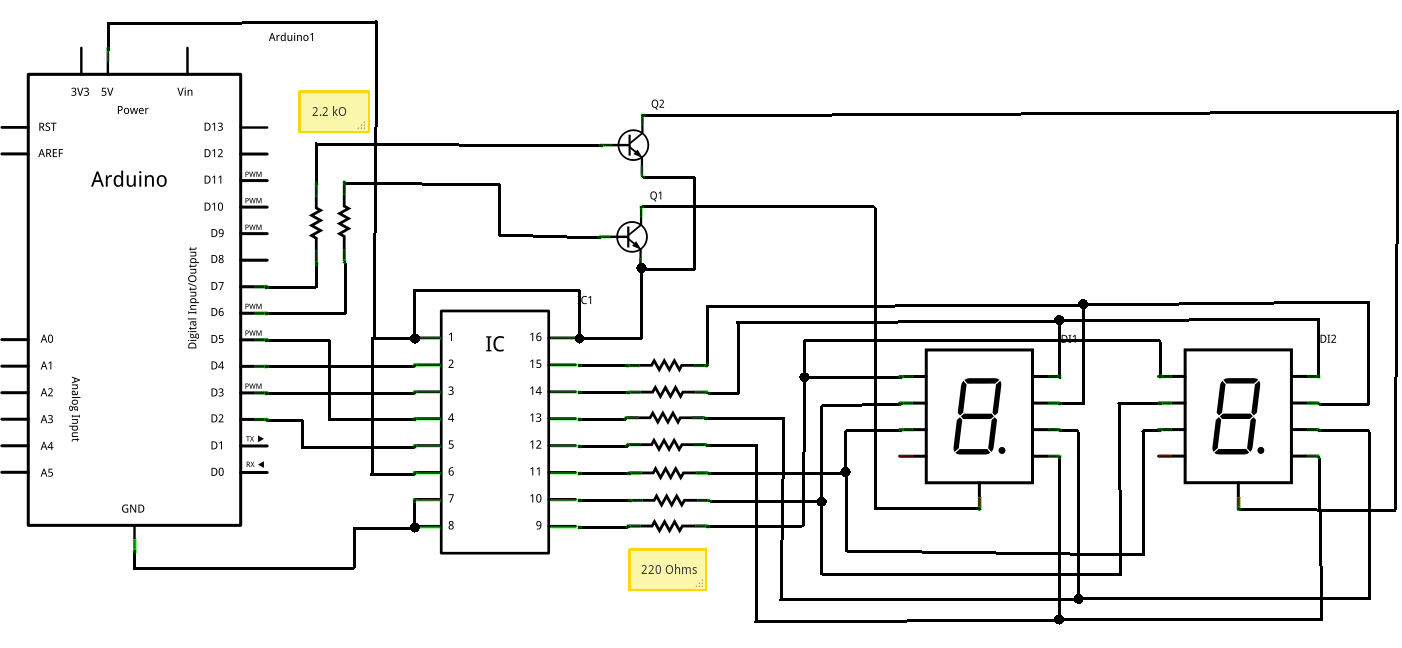 Arduino1
3V3 5V Vin
Power
RST
AREF
Arduino
D13
D12
PWM D11
PWM D10
PWM D9
D8
D7
PWM D6
PWM D5
D4
PWM D3
D2
TX D1
RX D0
Digital Input/Output
A0
A1
A2
A3
A4
A5
Analog Input
GND
2.2 kO
Q2
Q1
IC1
IC
1 16
2 15
3 14
4 13
5 12
6 11
7 10
8 9
220 Ohms
DI1
DI2